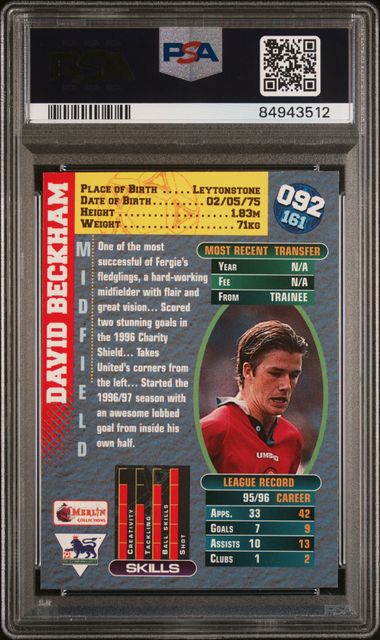 PSA
PSA
84943512
DAVID BECKHAM
MIDFIELD
PLACE OF BIRTH ...... LEYTONSTONE
DATE OF BIRTH ...... 02/05/75
HEIGHT ...... 1.83M
WEIGHT ...... 71KG
092
161
One of the most
successful of Fergie's
fledglings, a hard-working
midfielder with flair and
great vision... Scored
two stunning goals in
the 1996 Charity
Shield... Takes
United's corners from
the left... Started the
1996/97 season with
an awesome lobbed
goal from inside his
own half.
MOST RECENT TRANSFER
YEAR N/A
FEE N/A
FROM TRAINEE
UMBRO
LEAGUE RECORD
95/96 CAREER
APPS. 33 42
GOALS 7 9
ASSISTS 10 13
CLUBS 1 2
MERLIN
COLLECTIONS
CREATIVITY
TACKLING
BALL SKILLS
SHOT
SKILLS